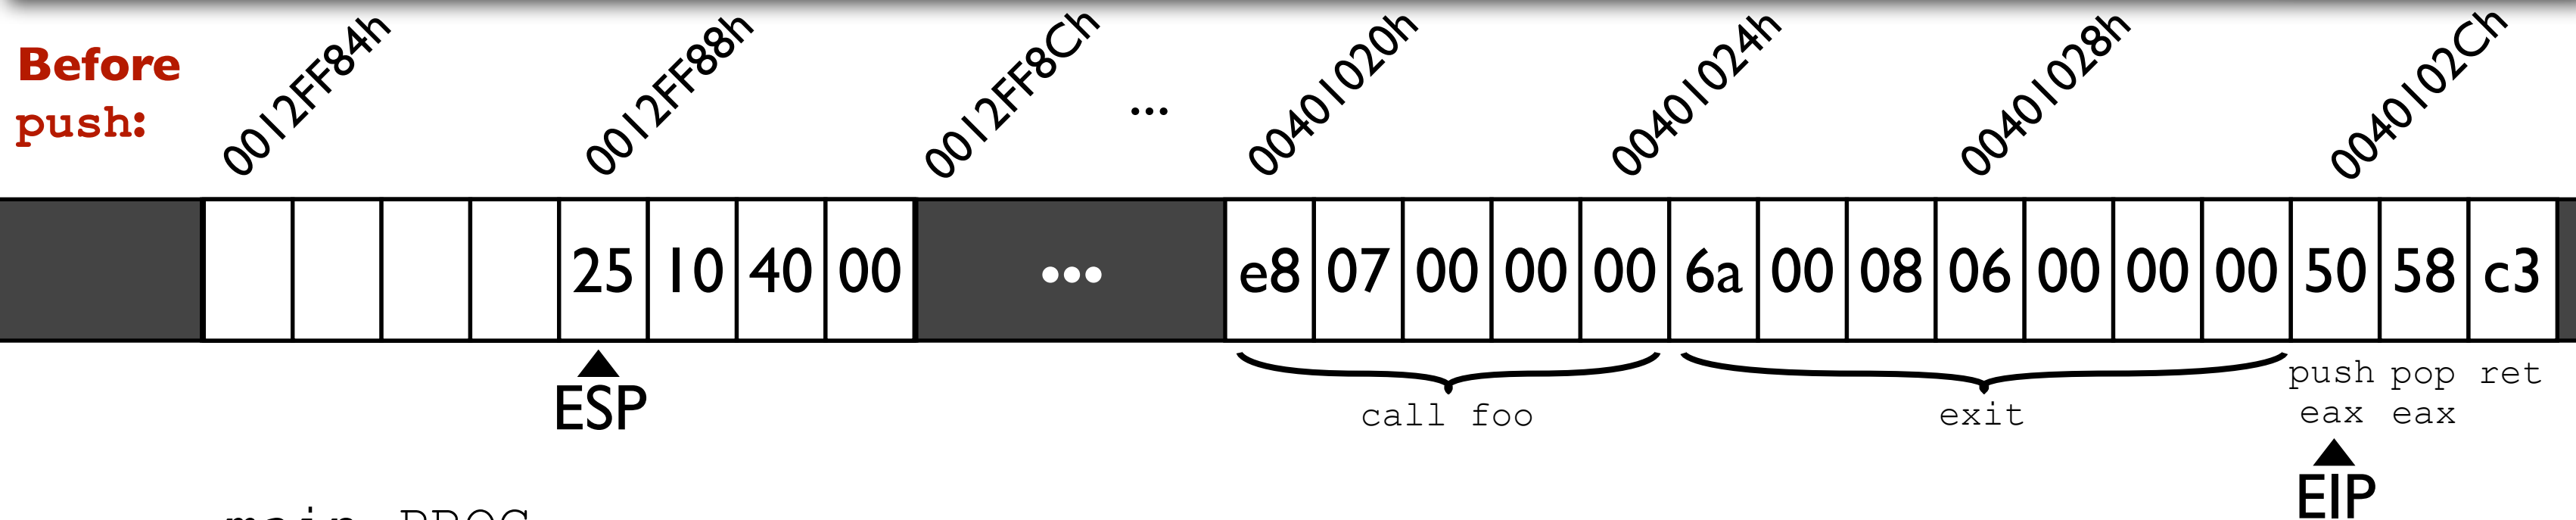 Before
push:
0012FF84h
0012FF88h
0012FF8Ch
...
00401020h
00401024h
00401028h
0040102Ch
25 10 40 00 ... e8 07 00 00 00 6a 00 08 06 00 00 00 50 58 c3
ESP
call foo
exit
push eax
pop eax
ret
EIP
main PROC